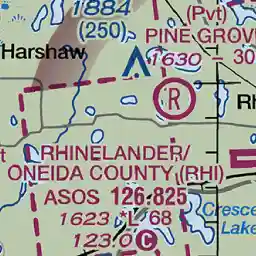 1884
(250)
(Pvt)
PINE GROV
Harshaw
1630 - 30
R
Rh
RHINELANDER/
ONEIDA COUNTY (RHI)
ASOS 126.825
1623 *L 68
123.0 C
Cresce
Lake